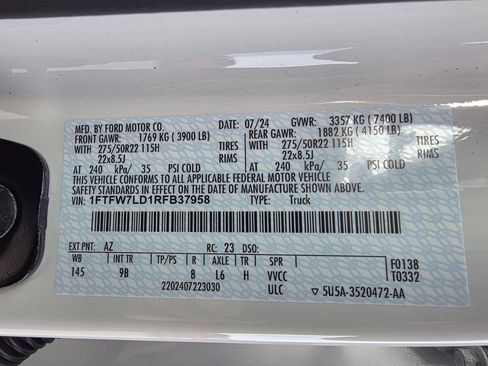 MFD. BY FORD MOTOR CO. 07/24 GVWR: 3357 KG ( 7400 LB)
FRONT GAWR: 1769 KG ( 3900 LB) REAR GAWR: 1882 KG ( 4150 LB)
WITH 275/50R22 115H TIRES WITH 275/50R22 115H TIRES
22x8.5J RIMS 22x8.5J RIMS
AT 240 kPa/ 35 PSI COLD AT 240 kPa/ 35 PSI COLD
THIS VEHICLE CONFORMS TO ALL APPLICABLE FEDERAL MOTOR VEHICLE
SAFETY AND THEFT PREVENTION STANDARDS IN EFFECT ON THE DATE OF MANUFACTURE SHOWN ABOVE.
VIN: 1FTFW7LD1RFB37958 TYPE: Truck
EXT PNT: AZ RC: 23 DSO:
WB INT TR TP/PS R AXLE TR SPR F0138
145 9B 8 L6 H VVCC T0332
2202407223030 ULC ▽ 5U5A-3520472-AA